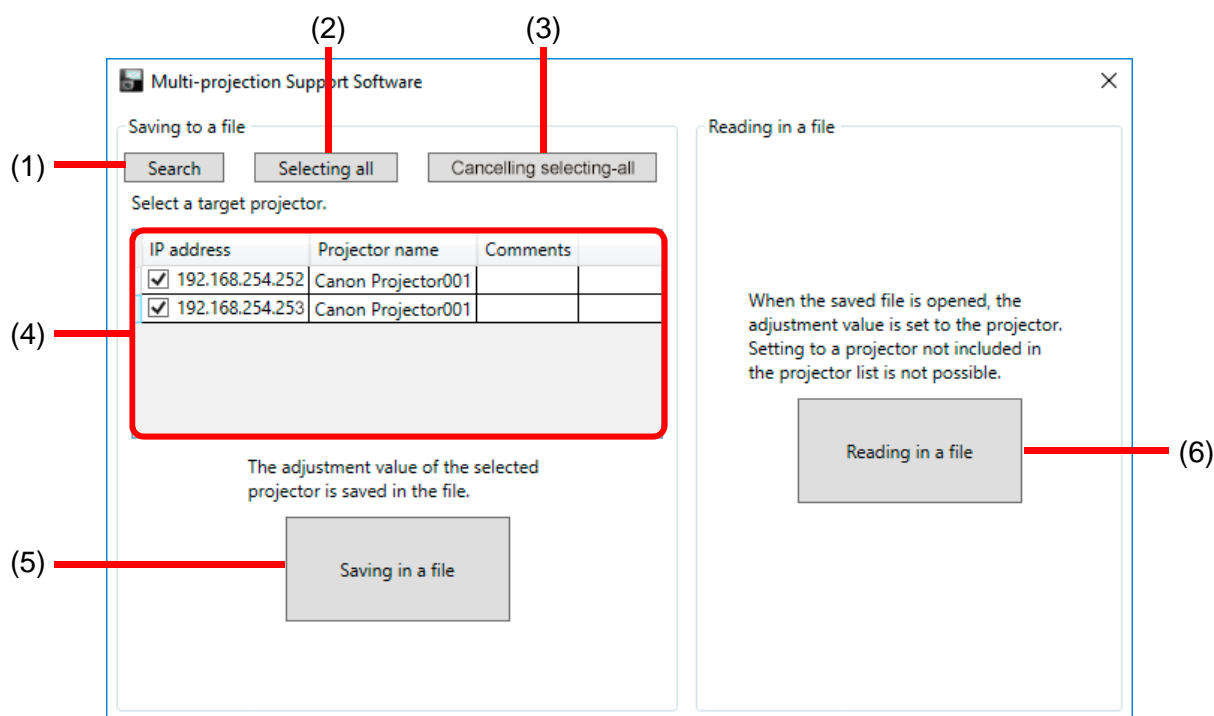 (2)
(3)
Multi-projection Support Software
Saving to a file
Reading in a file
(1)
Search
Selecting all
Cancelling selecting-all
Select a target projector.
IP address Projector name Comments
192.168.254.252 Canon Projector001
192.168.254.253 Canon Projector001
(4)
When the saved file is opened, the
adjustment value is set to the projector.
Setting to a projector not included in
the projector list is not possible.
Reading in a file
(6)
The adjustment value of the selected
projector is saved in the file.
(5)
Saving in a file